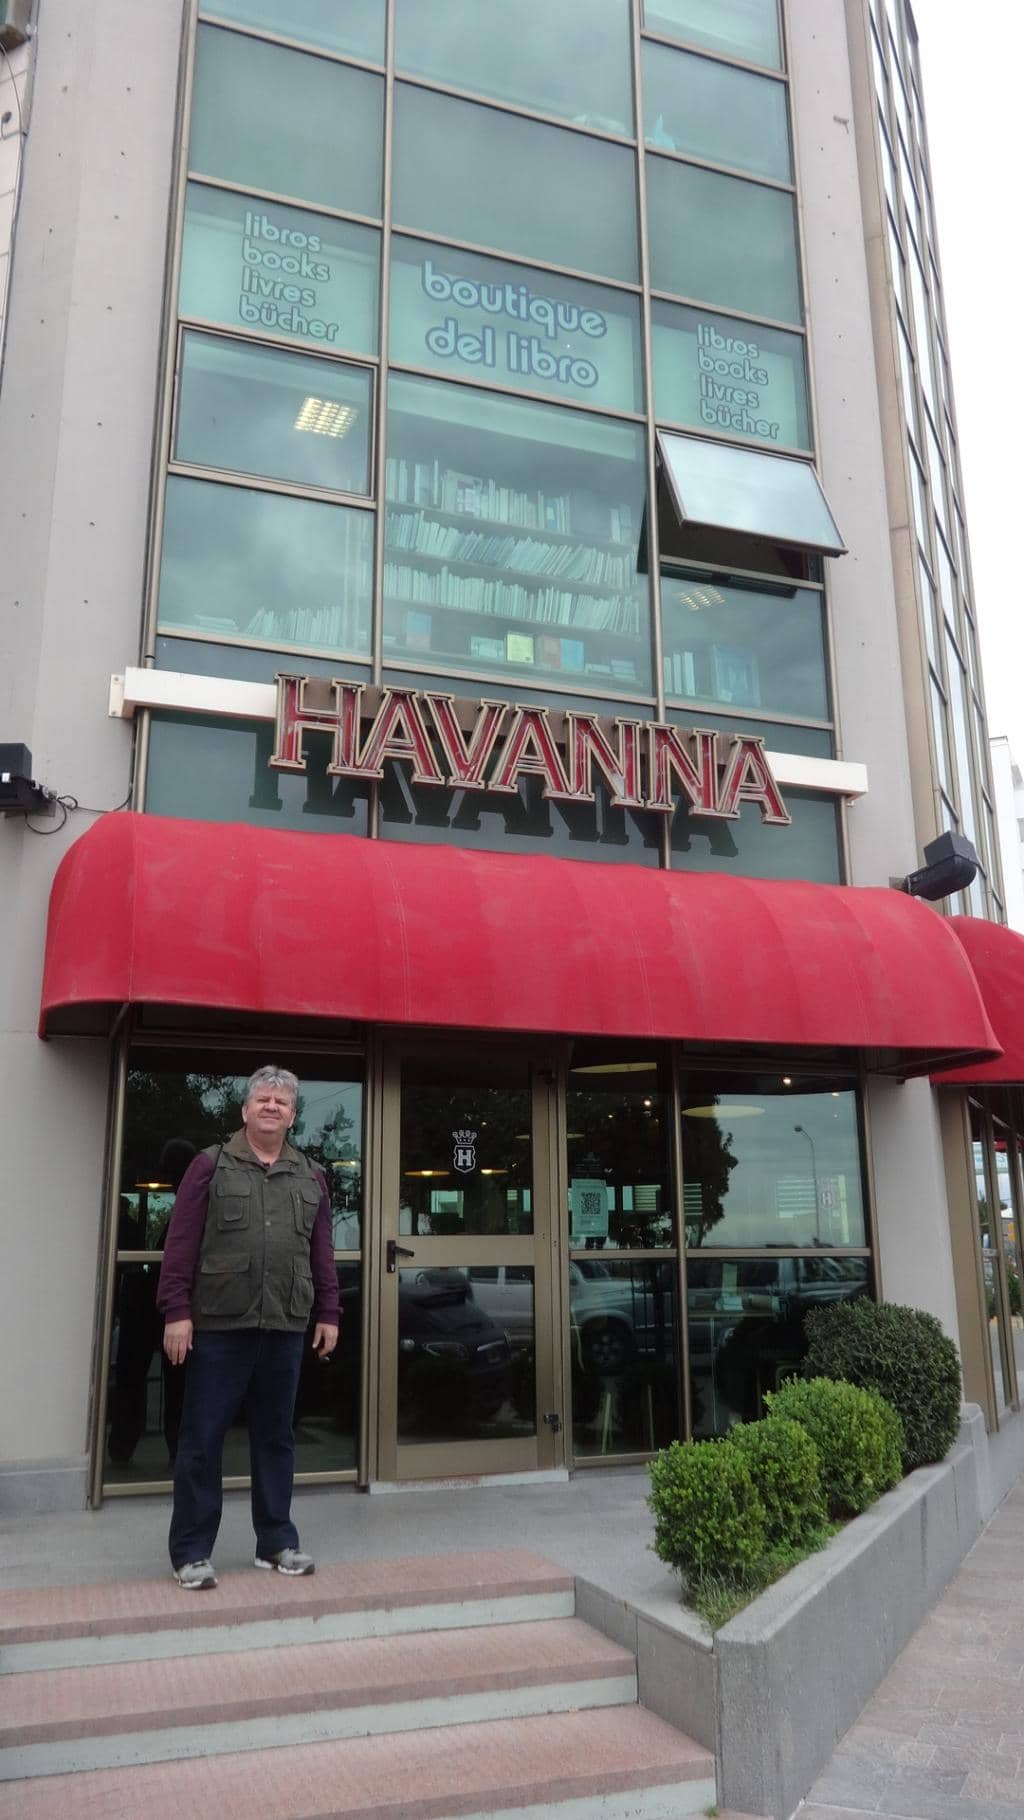 libros
books
livres
bücher
boutique
del libro
libros
books
livres
bücher
HAVANNA
H
H